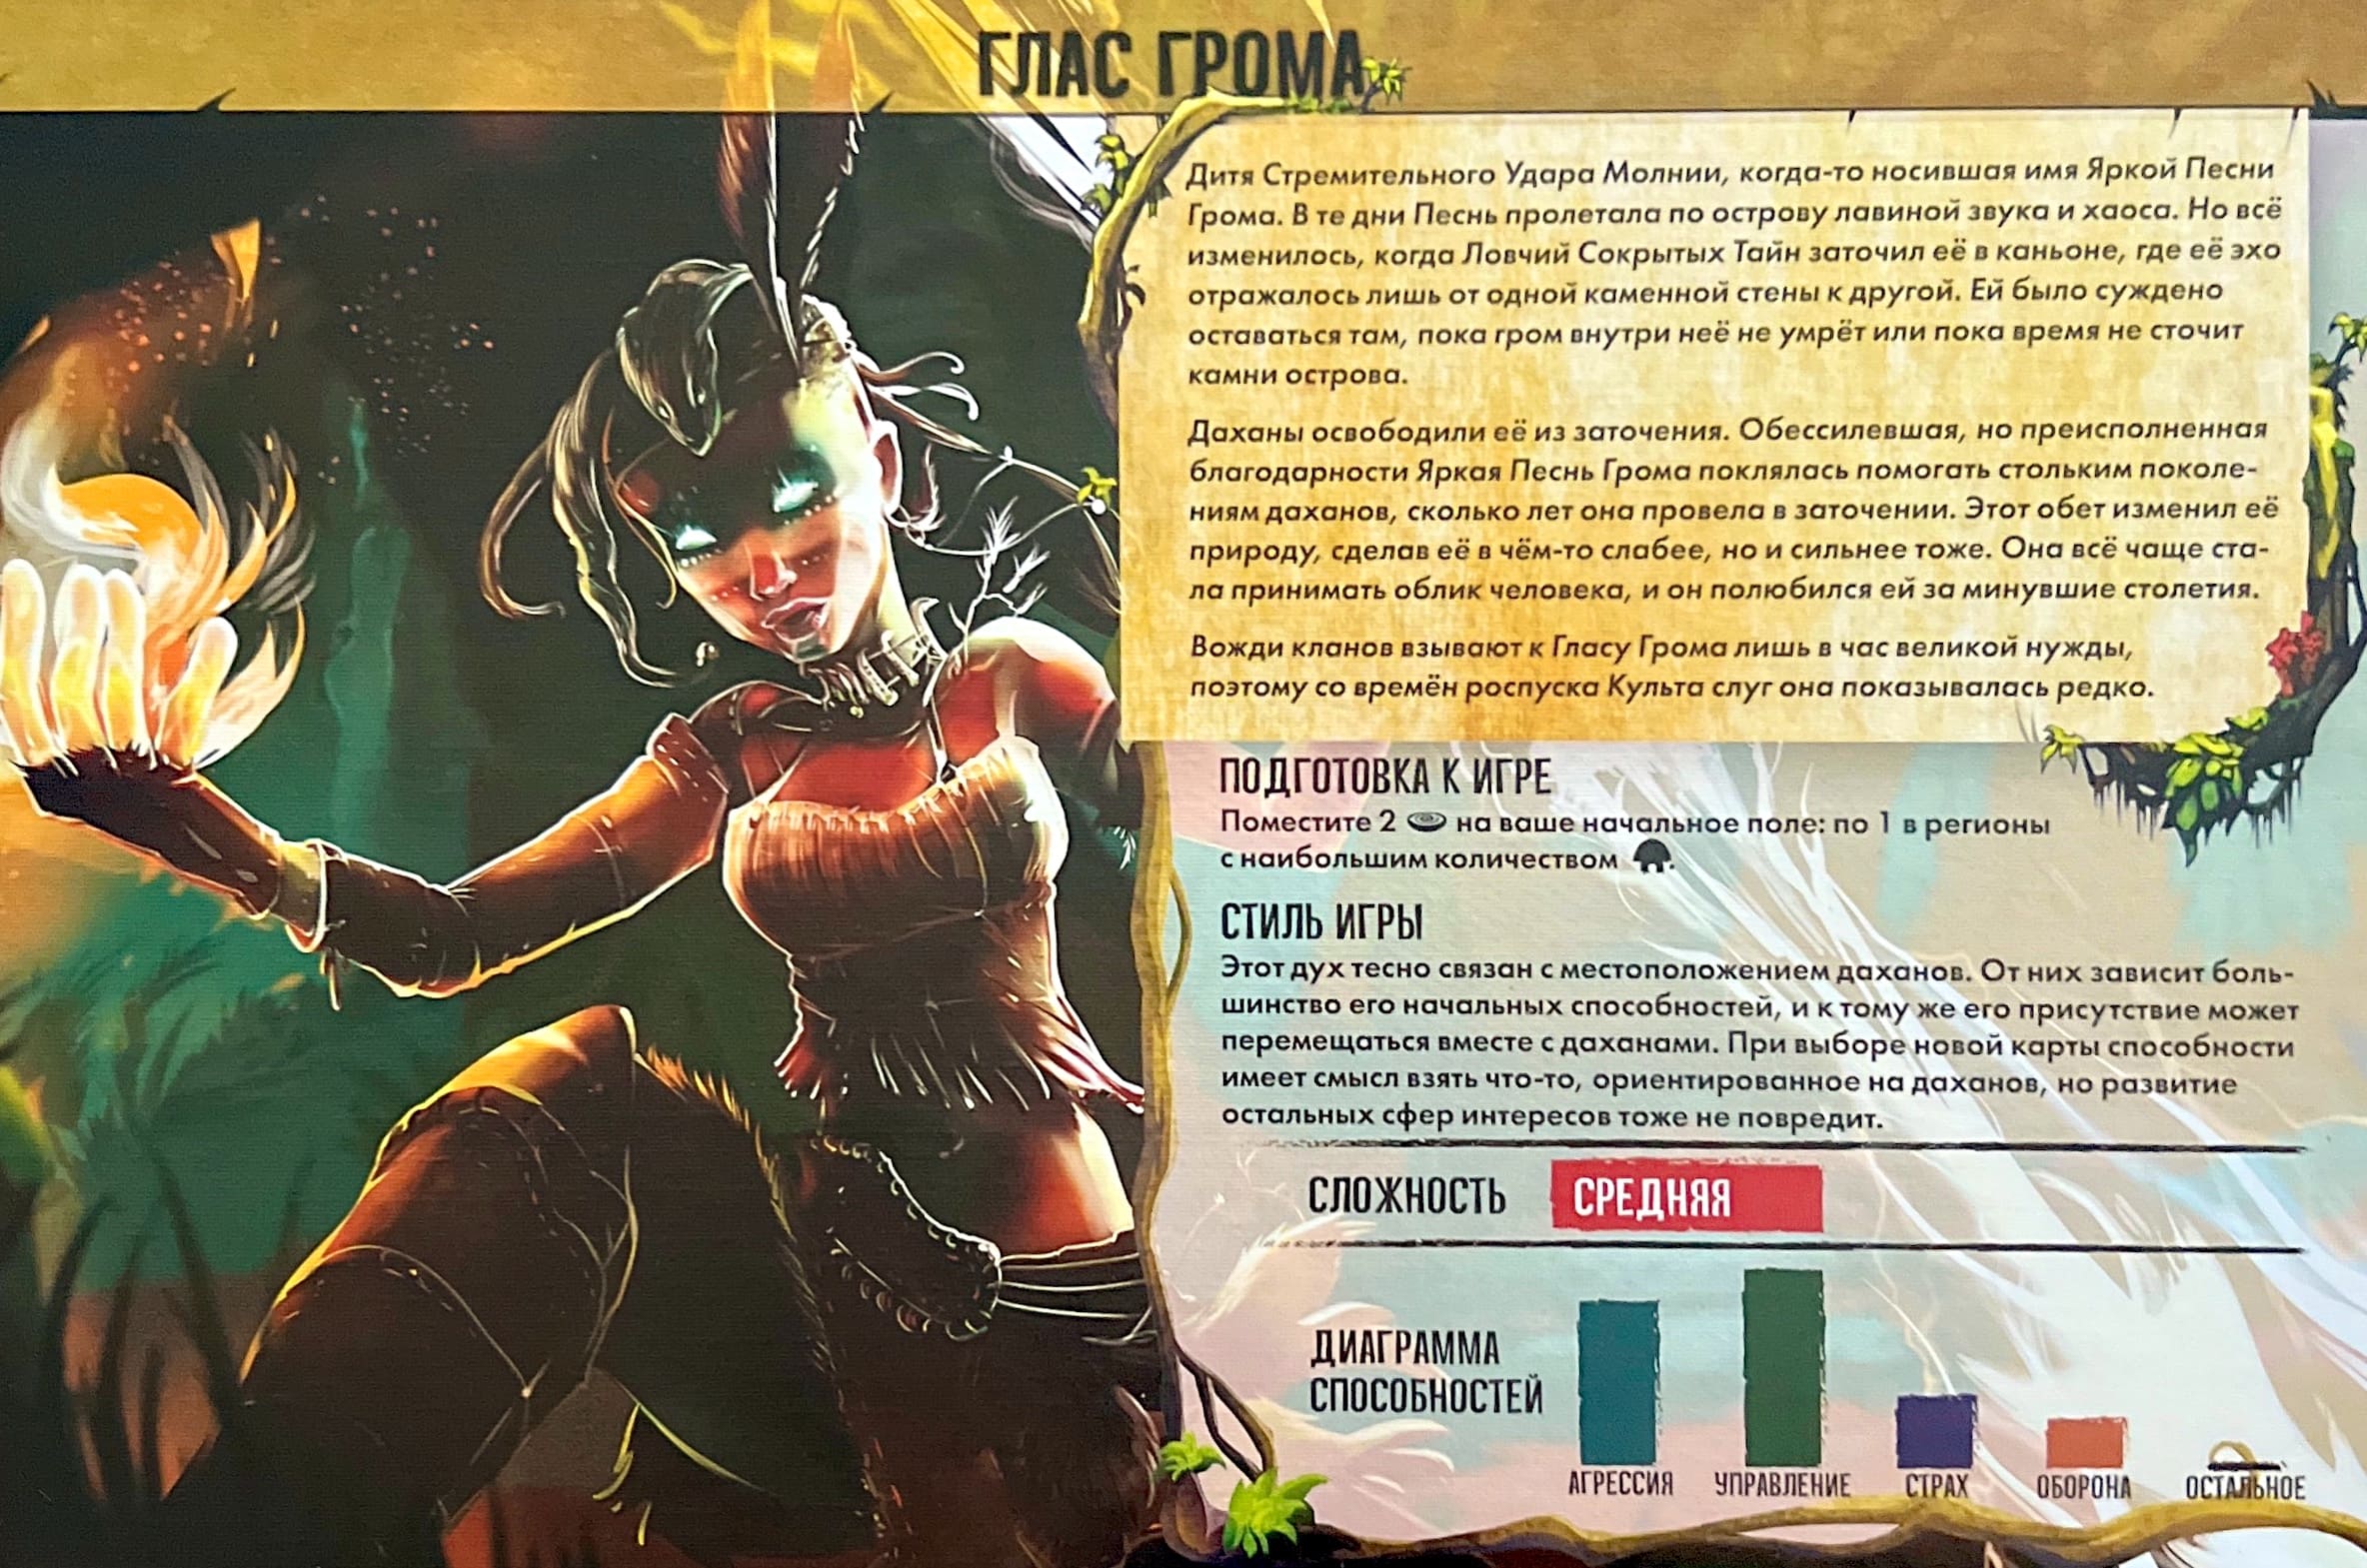 ГЛАС ГРОМА
Дитя Стремительного Удара Молнии, когда-то носившая имя Яркой Песни
Грома. В те дни Песнь пролетала по острову лавиной звука и хаоса. Но всё
изменилось, когда Ловчий Сокрытых Тайн заточил её в каньоне, где её эхо
отражалось лишь от одной каменной стены к другой. Ей было суждено
оставаться там, пока гром внутри неё не умрёт или пока время не сточит
камни острова.
Даханы освободили её из заточения. Обессилевшая, но преисполненная
благодарности Яркая Песнь Грома поклялась помогать стольким поколе-
ниям даханов, сколько лет она провела в заточении. Этот обет изменил её
природу, сделав её в чём-то слабее, но и сильнее тоже. Она всё чаще ста-
ла принимать облик человека, и он полюбился ей за минувшие столетия.
Вожди кланов взывают к Гласу Грома лишь в час великой нужды,
поэтому со времён роспуска Культа слуг она показывалась редко.
ПОДГОТОВКА К ИГРЕ
Поместите 2 на ваше начальное поле: по 1 в регионы
с наибольшим количеством .
СТИЛЬ ИГРЫ
Этот дух тесно связан с местоположением даханов. От них зависит боль-
шинство его начальных способностей, и к тому же его присутствие может
перемещаться вместе с даханами. При выборе новой карты способности
имеет смысл взять что-то, ориентированное на даханов, но развитие
остальных сфер интересов тоже не повредит.
СЛОЖНОСТЬ СРЕДНЯЯ
ДИАГРАММА
СПОСОБНОСТЕЙ
АГРЕССИЯ УПРАВЛЕНИЕ СТРАХ ОБОРОНА ОСТАЛЬНОЕ